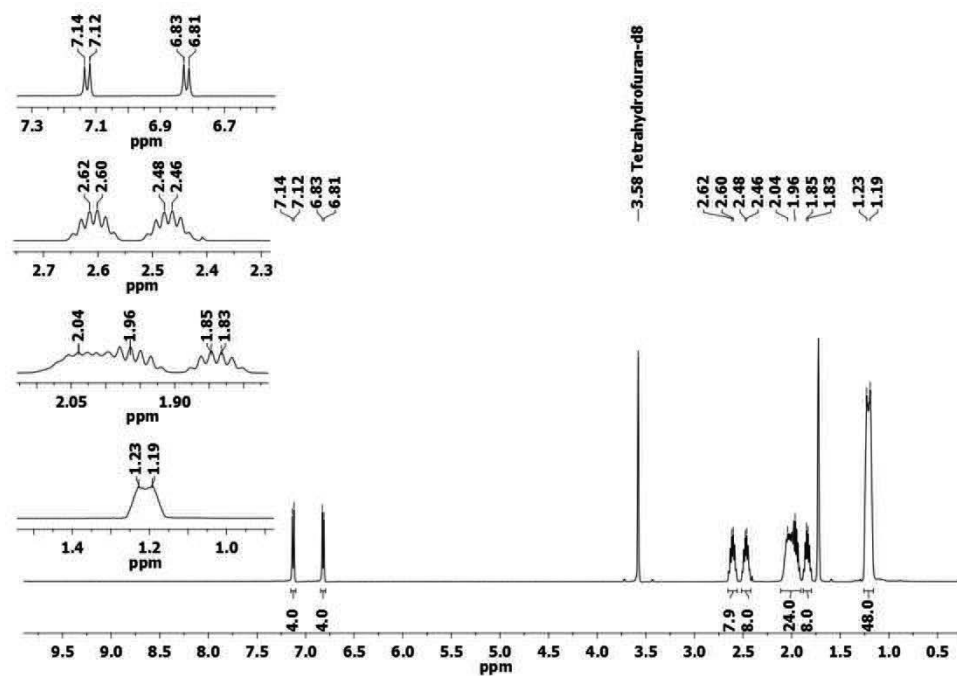 7.14 7.12 6.83 6.81
7.3 7.1 6.9 6.7
ppm
2.62 2.60 2.48 2.46
2.7 2.6 2.5 2.4 2.3
ppm
2.04 1.96 1.85 1.83
2.05 1.90
ppm
1.23 1.19
1.4 1.2 1.0
ppm
7.14 7.12 6.83 6.81 3.58 Tetrahydrofuran-d8 2.62 2.60 2.48 2.46 2.04 1.96 1.85 1.83 1.23 1.19
4.0 4.0 7.9 8.0 24.0 8.0 48.0
9.5 9.0 8.5 8.0 7.5 7.0 6.5 6.0 5.5 5.0 4.5 4.0 3.5 3.0 2.5 2.0 1.5 1.0 0.5
ppm